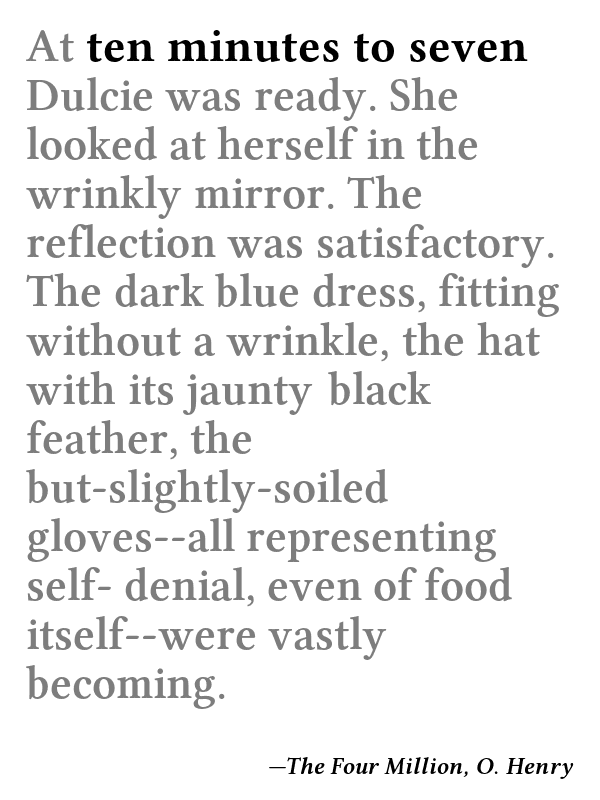 At ten minutes to seven
Dulcie was ready. She
looked at herself in the
wrinkly mirror. The
reflection was satisfactory.
The dark blue dress, fitting
without a wrinkle, the hat
with its jaunty black
feather, the
but-slightly-soiled
gloves--all representing
self- denial, even of food
itself--were vastly
becoming.
—The Four Million, O. Henry